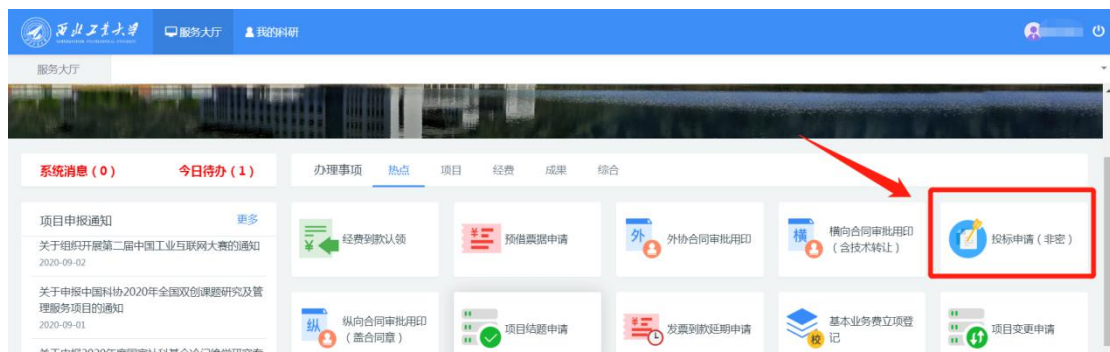 西北工业大学
服务大厅
我的科研
服务大厅
系统消息（0） 今日待办（1）
办理事项 热点 项目 经费 成果 综合
项目申报通知 更多
关于组织开展第二届中国工业互联网大赛的通知
2020-09-02
关于申报中国科协2020年全国双创课题研究及管
理服务项目的通知
2020-09-01
经费到款认领
预借票据申请
外
外协合同审批用印
横
横向合同审批用印
（含技术转让）
投标申请（非密）
纵
纵向合同审批用印
（盖合同章）
项目结题申请
发票到款延期申请
校
基本业务费立项登
记
项目变更申请